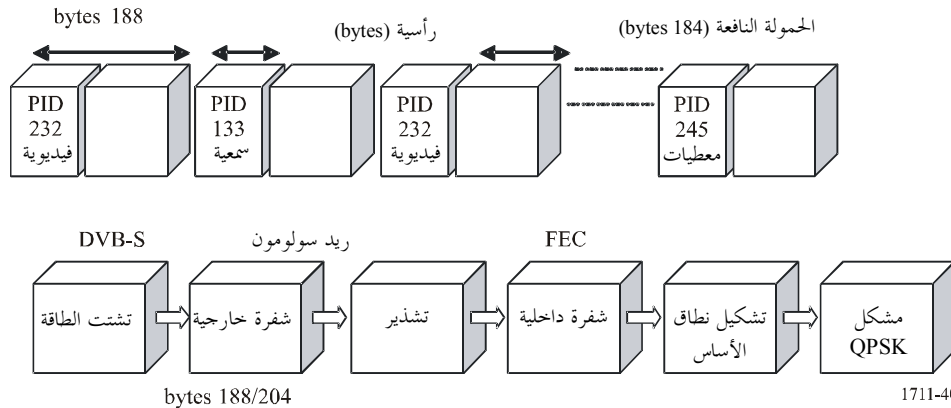 bytes 188
رأسية (bytes)
الحمولة النافعة (bytes 184)
PID
232
فيديوية
PID
133
سمعية
PID
232
فيديوية
PID
245
معطيات
DVB-S
ريد سولومون
FEC
تشتت الطاقة
شفرة خارجية
تشذير
شفرة داخلية
تشكيل نطاق
الأساس
مشكل
QPSK
bytes 188/204